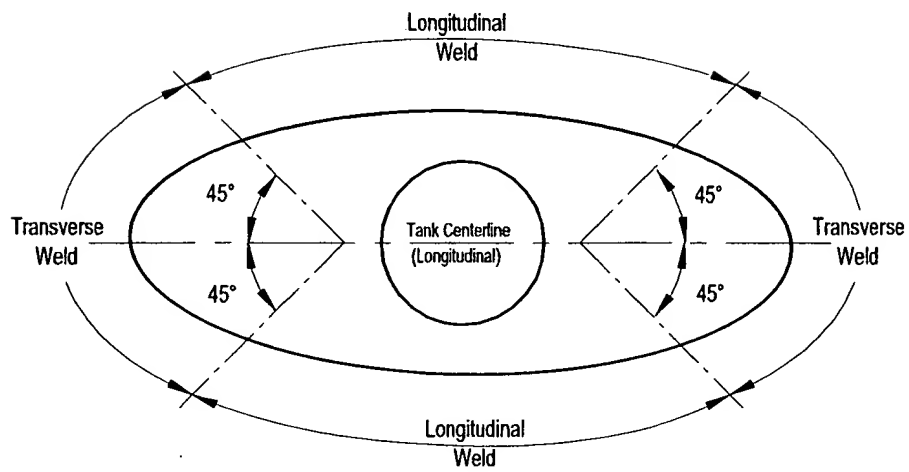 Longitudinal
Weld
45°
45°
Transverse
Weld
Tank Centerline
(Longitudinal)
Transverse
Weld
45°
45°
Longitudinal
Weld